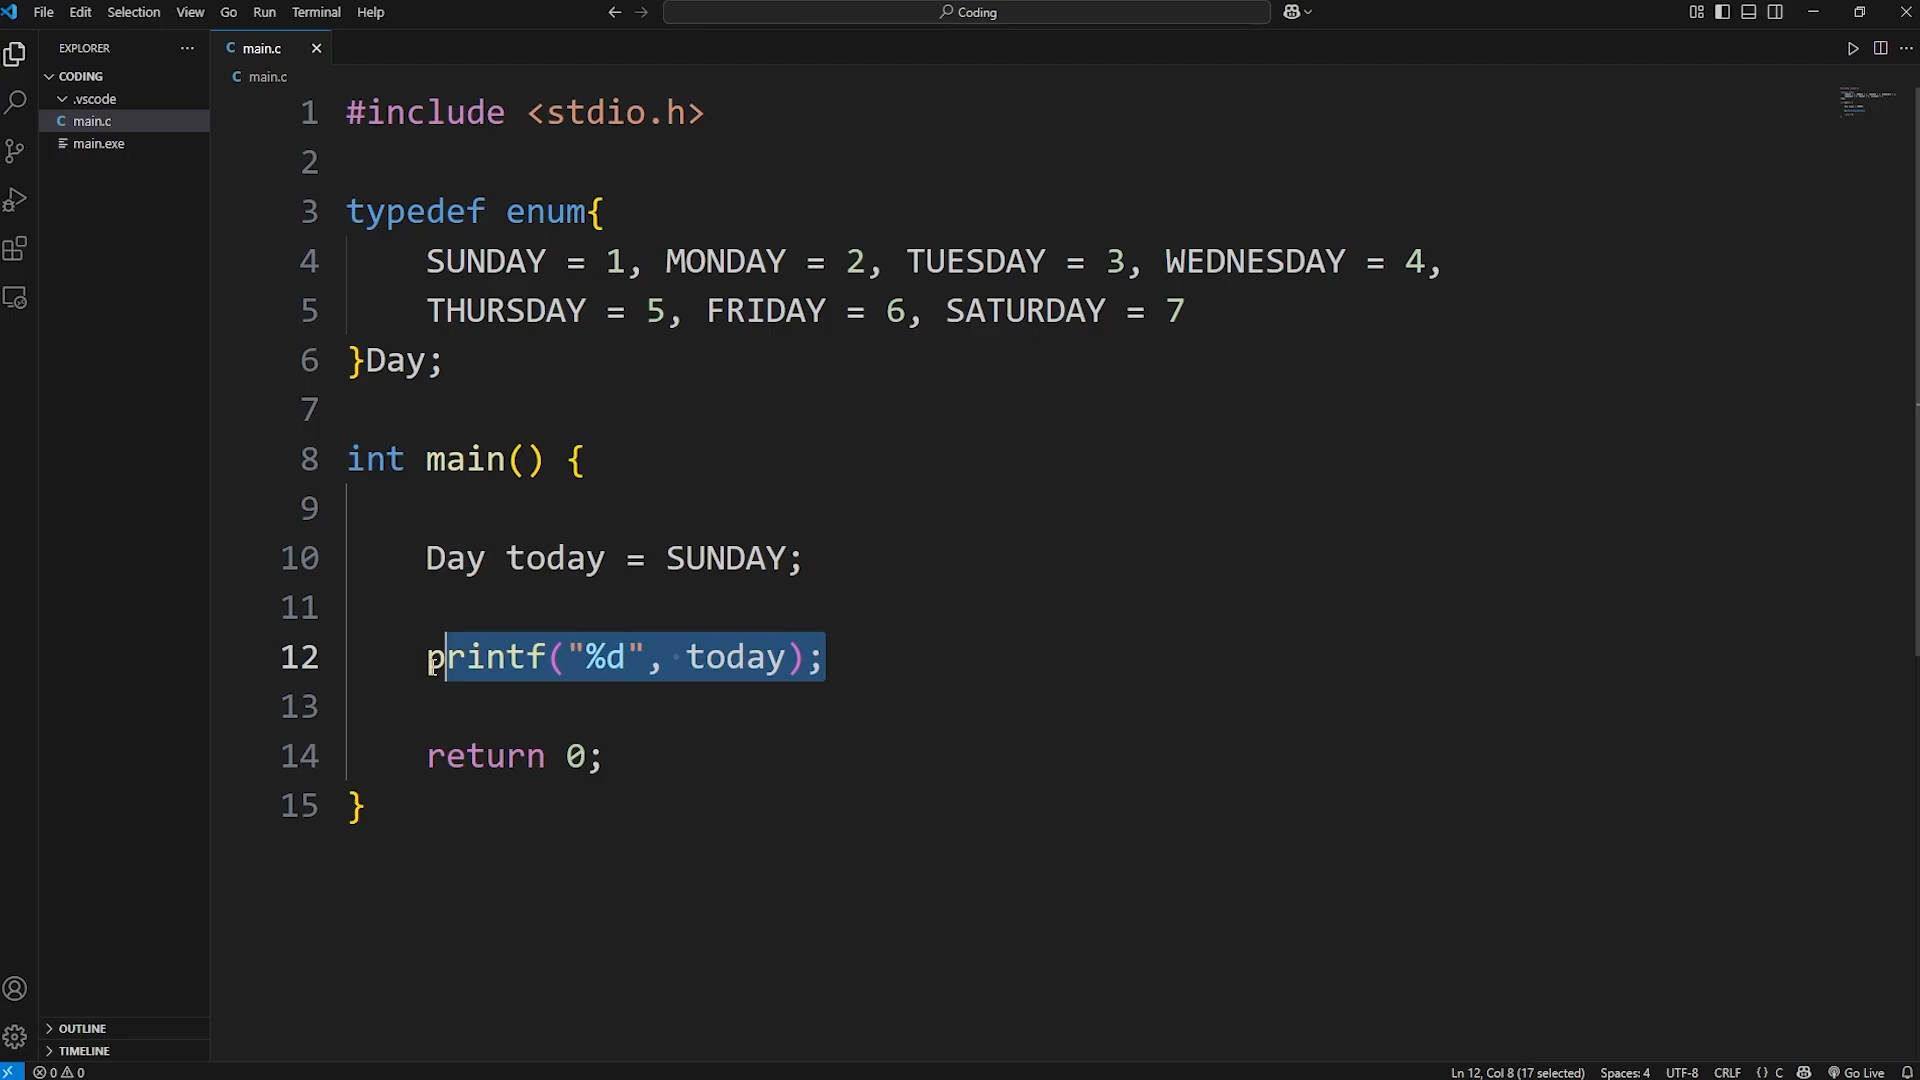 File Edit Selection View Go Run Terminal Help
Coding
EXPLORER
main.c
CODING
main.c
.vscode
main.c
main.exe
1 #include <stdio.h>
2
3 typedef enum{
4 SUNDAY = 1, MONDAY = 2, TUESDAY = 3, WEDNESDAY = 4,
5 THURSDAY = 5, FRIDAY = 6, SATURDAY = 7
6 }Day;
7
8 int main() {
9
10 Day today = SUNDAY;
11
12 printf("%d", today);
13
14 return 0;
15 }
OUTLINE
TIMELINE
0 0 Ln 12, Col 8 (17 selected) Spaces: 4 UTF-8 CRLF {} C Go Live